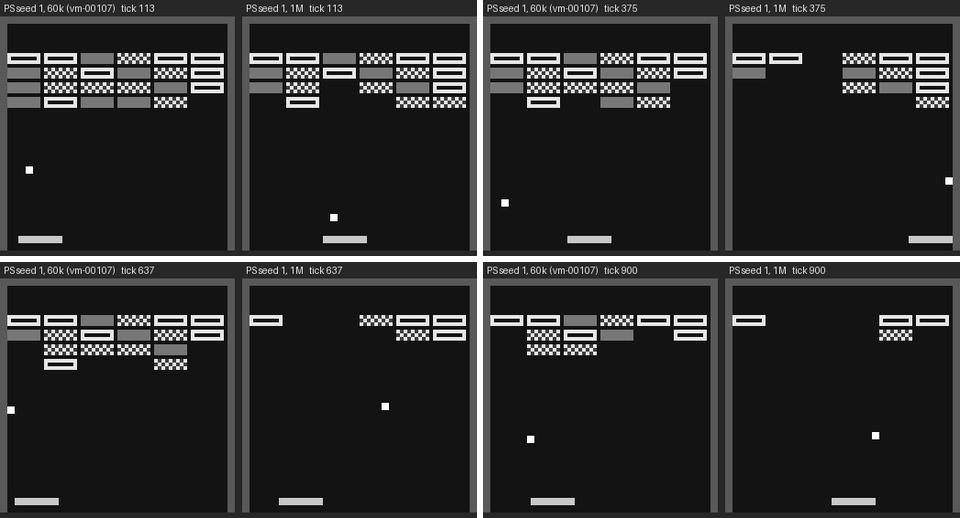 PSseed 1, 60k (vm-00107) tick 113
PSseed 1, 1M tick 113
PSseed 1, 60k (vm-00107) tick 375
PSseed 1, 1M tick 375
PSseed 1, 60k (vm-00107) tick 637
PSseed 1, 1M tick 637
PSseed 1, 60k (vm-00107) tick 900
PSseed 1, 1M tick 900